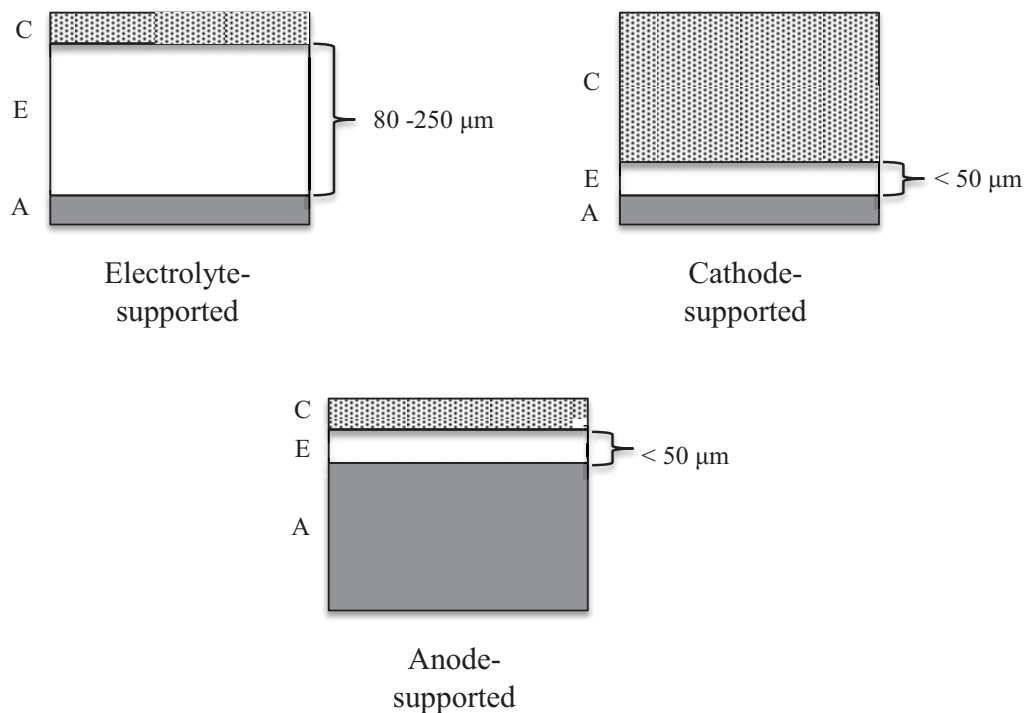 C
E
A
80 -250 μm
Electrolyte-
supported
C
E
A
< 50 μm
Cathode-
supported
C
E
A
< 50 μm
Anode-
supported